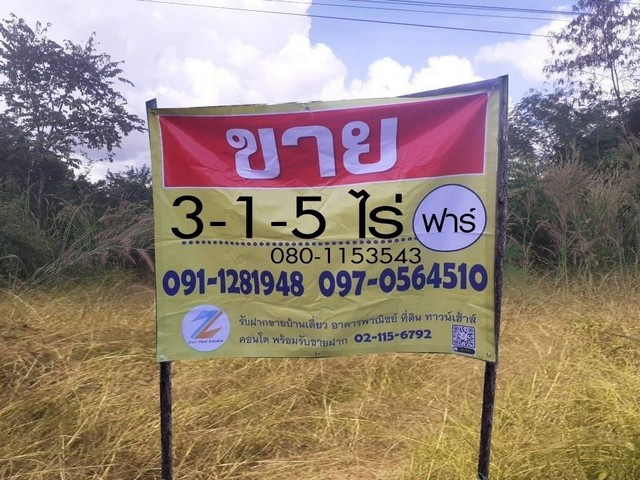 ขาย
3-1-5 ไร่ ฟาร์
080-1153543
091-1281948 097-0564510
รับฝากขายบ้านเดี่ยว อาคารพาณิชย์ ที่ดิน ทาวน์เฮ้าส์
คอนโด พร้อมรับขายฝาก 02-115-6792